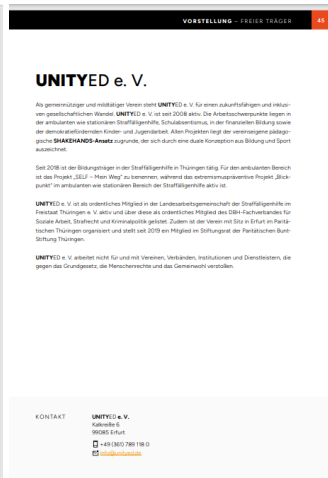 VORSTELLUNG – FREIER TRÄGER 45
UNITYED e. V.
Als gemeinnütziger und mildtätiger Verein steht UNITYED e. V. für einen zukunftsfähigen und inklusi-
ven gesellschaftlichen Wandel. UNITYED e. V. ist seit 2008 aktiv. Die Arbeitsschwerpunkte liegen in
der ambulanten wie stationären Straffälligenhilfe, Schulabsentismus, in der finanziellen Bildung sowie
der demokratiefördernden Kinder- und Jugendarbeit. Allen Projekten liegt der vereinseigene pädago-
gische SHAKEHANDS-Ansatz zugrunde, der sich durch eine duale Konzeption aus Bildung und Sport
auszeichnet.
Seit 2018 ist der Bildungsträger in der Straffälligenhilfe in Thüringen tätig. Für den ambulanten Bereich
ist das Projekt „SELF – Mein Weg“ zu benennen, während das extremismuspräventive Projekt „Blick-
punkt“ im ambulanten wie stationären Bereich der Straffälligenhilfe aktiv ist.
UNITYED e. V. ist als ordentliches Mitglied in der Landesarbeitsgemeinschaft der Straffälligenhilfe im
Freistaat Thüringen e. V. aktiv und über diese als ordentliches Mitglied des DBH-Fachverbandes für
Soziale Arbeit, Strafrecht und Kriminalpolitik gelistet. Zudem ist der Verein mit Sitz in Erfurt im Paritä-
tischen Thüringen organisiert und stellt seit 2019 ein Mitglied im Stiftungsrat der Paritätischen Bunt-
Stiftung Thüringen.
UNITYED e. V. arbeitet nicht für und mit Vereinen, Verbänden, Institutionen und Dienstleistern, die
gegen das Grundgesetz, die Menschenrechte und das Gemeinwohl verstoßen.
KONTAKT UNITYED e. V.
Kalkreiße 6
99085 Erfurt
+49 (361) 789 118 0
info@unityed.de